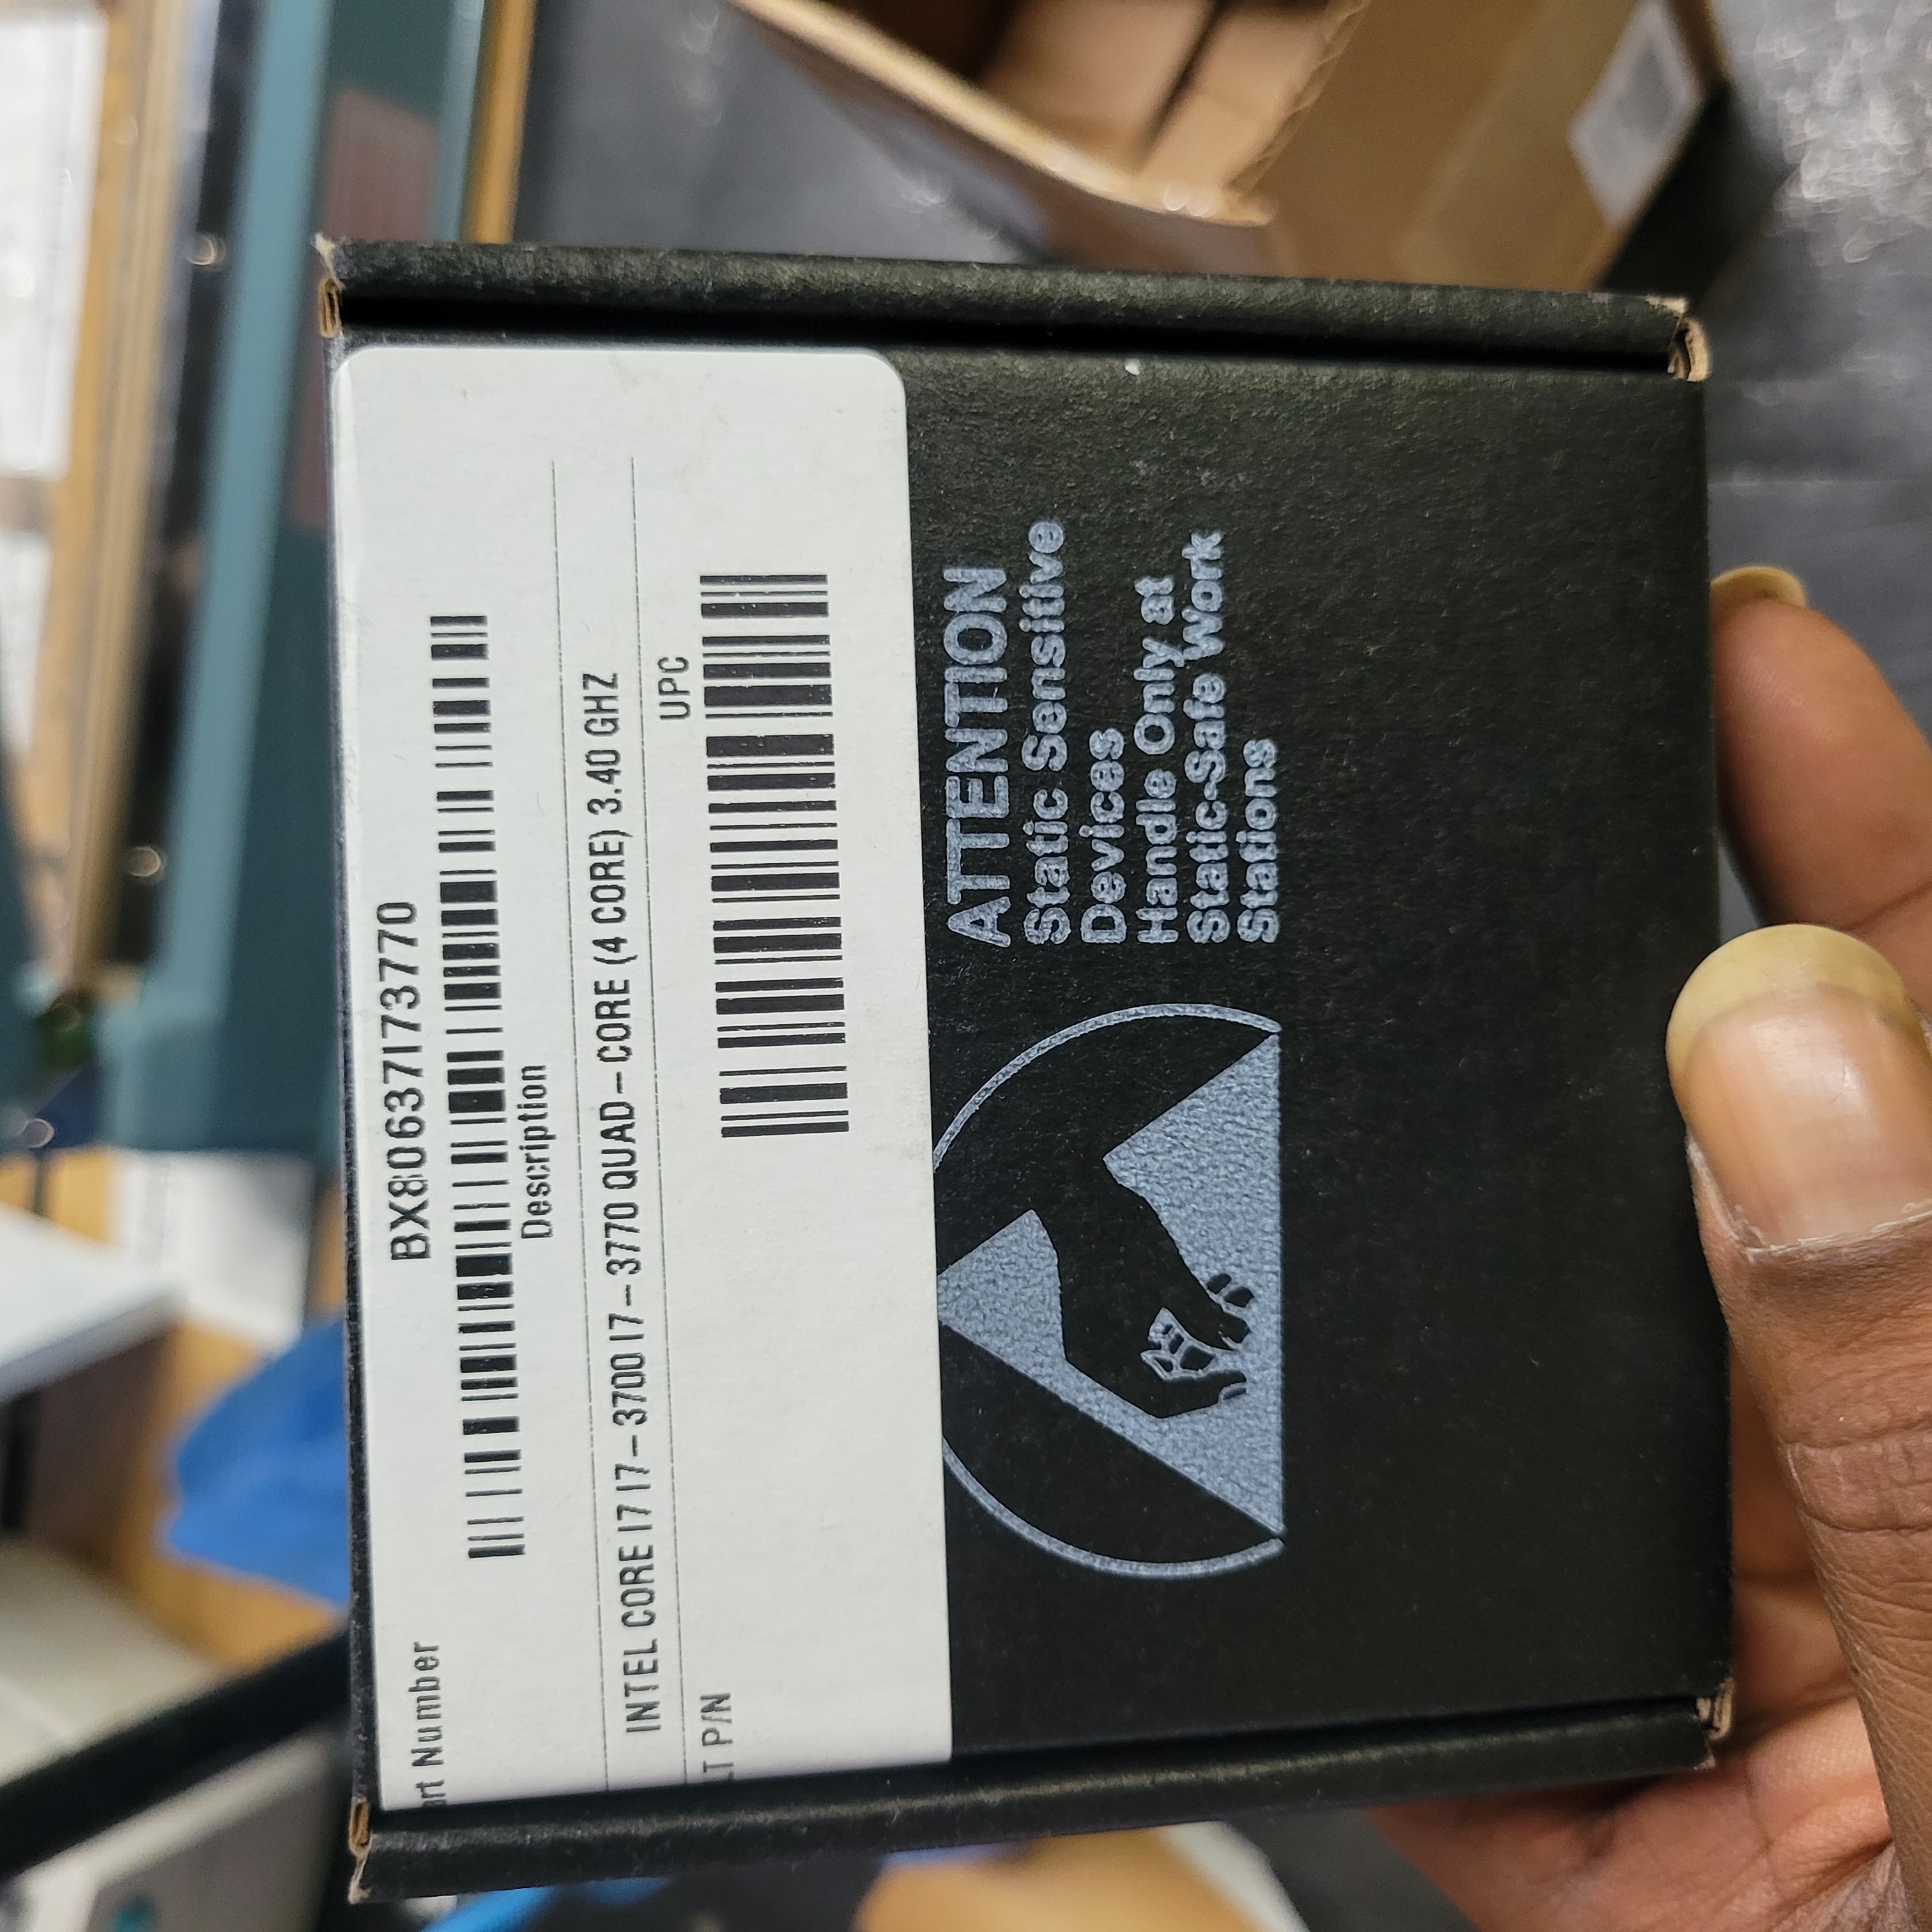 art Number
BX80637I73770
Description
INTEL CORE I7 I7-3700 I7-3770 QUAD-CORE (4 CORE) 3.40 GHZ
LT P/N
UPC
ATTENTION
Static Sensitive
Devices
Handle Only at
Static-Safe Work
Stations